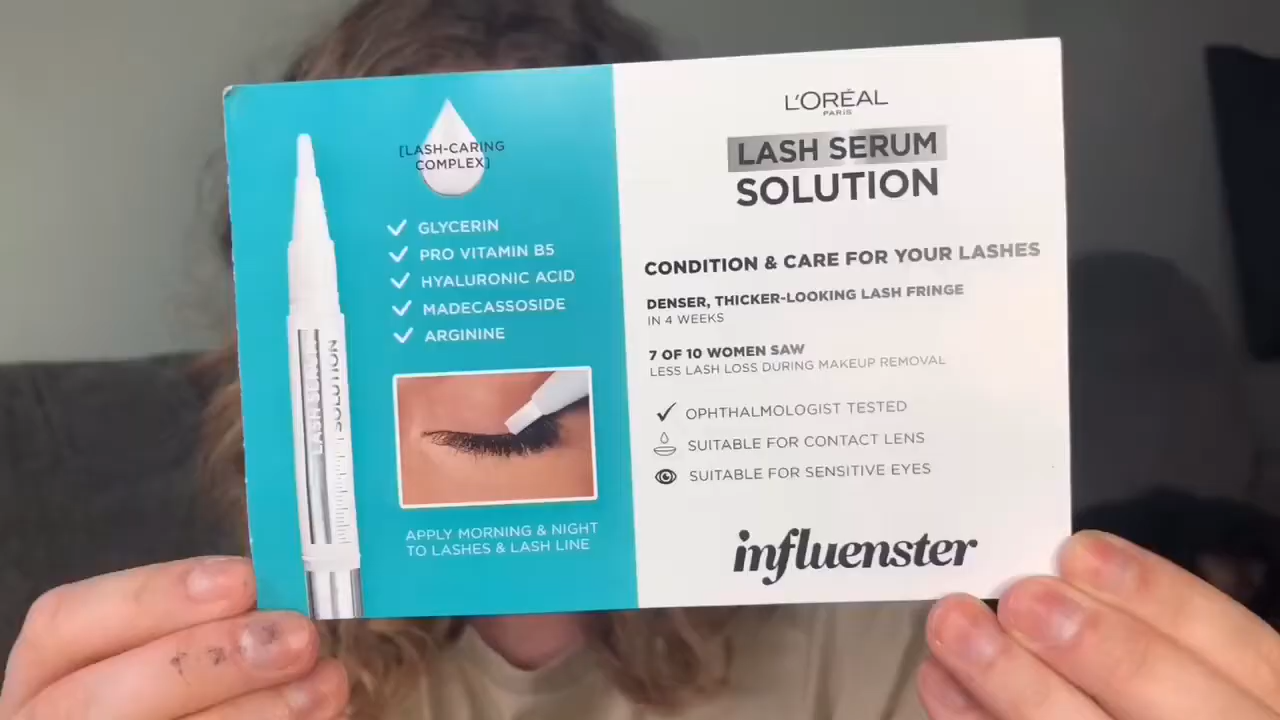 [LASH-CARING
COMPLEX]
GLYCERIN
PRO VITAMIN B5
HYALURONIC ACID
MADECASSOSIDE
ARGININE
LASH SERUM
SOLUTION
APPLY MORNING & NIGHT
TO LASHES & LASH LINE
L'ORÉAL
PARIS
LASH SERUM
SOLUTION
CONDITION & CARE FOR YOUR LASHES
DENSER, THICKER-LOOKING LASH FRINGE
IN 4 WEEKS
7 OF 10 WOMEN SAW
LESS LASH LOSS DURING MAKEUP REMOVAL
OPHTHALMOLOGIST TESTED
SUITABLE FOR CONTACT LENS
SUITABLE FOR SENSITIVE EYES
influenster